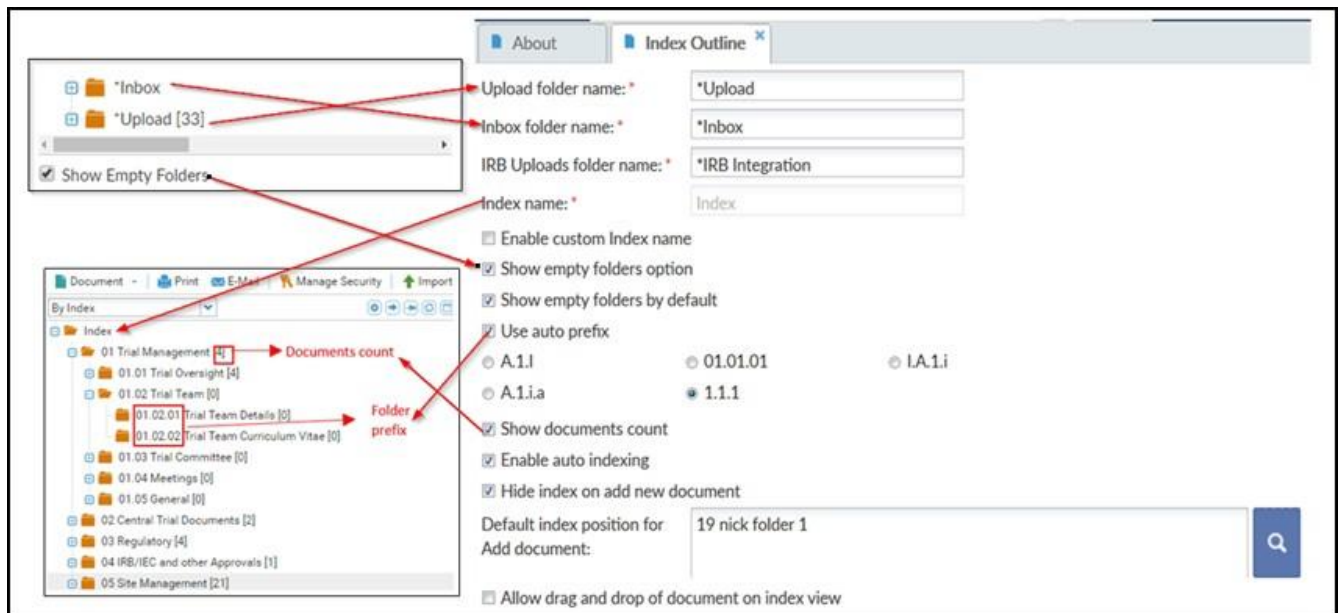 About
Index Outline
*Inbox
*Upload [33]
Show Empty Folders
Upload folder name: *
*Upload
Inbox folder name: *
*Inbox
IRB Uploads folder name: *
*IRB Integration
Index name: *
Index
Enable custom Index name
Show empty folders option
Show empty folders by default
Use auto prefix
A.1.I
01.01.01
I.A.1.i
A.1.i.a
1.1.1
Show documents count
Enable auto indexing
Hide index on add new document
Default index position for
Add document:
19 nick folder 1
Allow drag and drop of document on index view
Document
Print
E-Mail
Manage Security
Import
By Index
Index
01 Trial Management [4]
Documents count
01.01 Trial Oversight [4]
01.02 Trial Team [0]
01.02.01 Trial Team Details [0]
01.02.02 Trial Team Curriculum Vitae [0]
Folder
prefix
01.03 Trial Committee [0]
01.04 Meetings [0]
01.05 General [0]
02 Central Trial Documents [2]
03 Regulatory [4]
04 IRB/IEC and other Approvals [1]
05 Site Management [21]